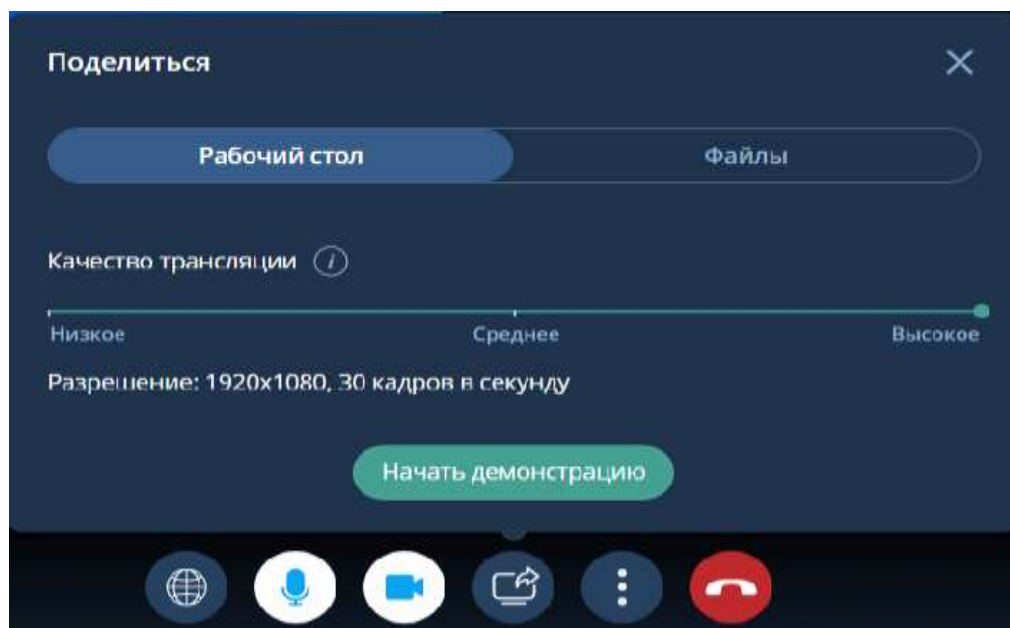 Поделиться
Рабочий стол
Файлы
Качество трансляции i
Низкое
Среднее
Высокое
Разрешение: 1920x1080, 30 кадров в секунду
Начать демонстрацию